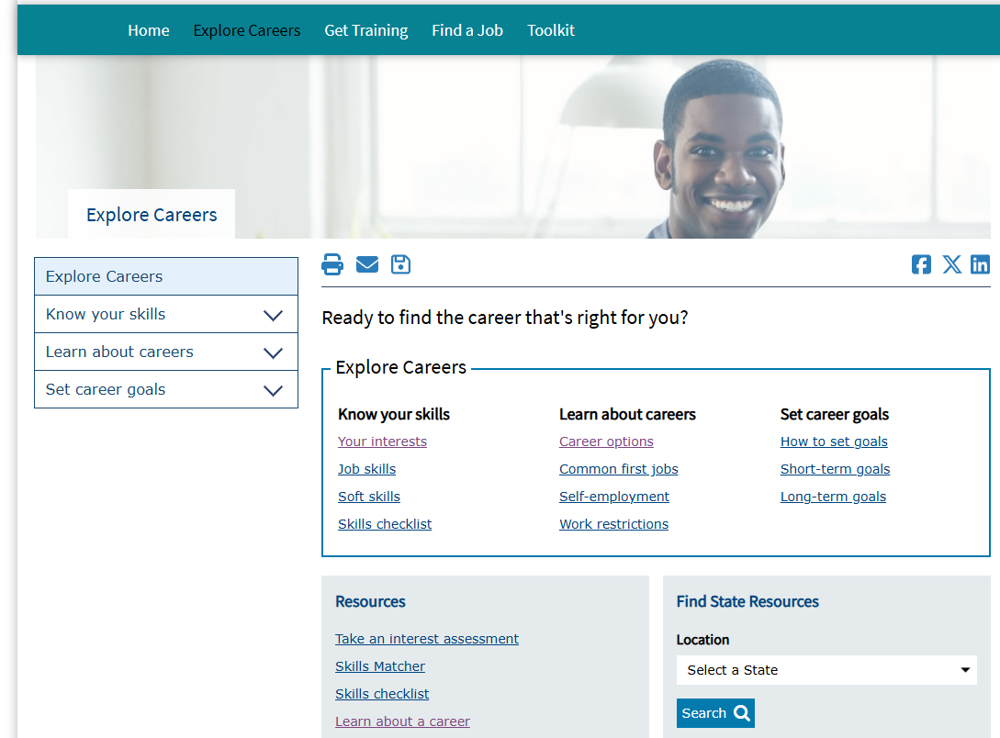 Home Explore Careers Get Training Find a Job Toolkit
Explore Careers
Explore Careers
Know your skills
Learn about careers
Set career goals
Ready to find the career that's right for you?
Explore Careers
Know your skills
Your interests
Job skills
Soft skills
Skills checklist
Learn about careers
Career options
Common first jobs
Self-employment
Work restrictions
Set career goals
How to set goals
Short-term goals
Long-term goals
Resources
Take an interest assessment
Skills Matcher
Skills checklist
Learn about a career
Find State Resources
Location
Select a State
Search